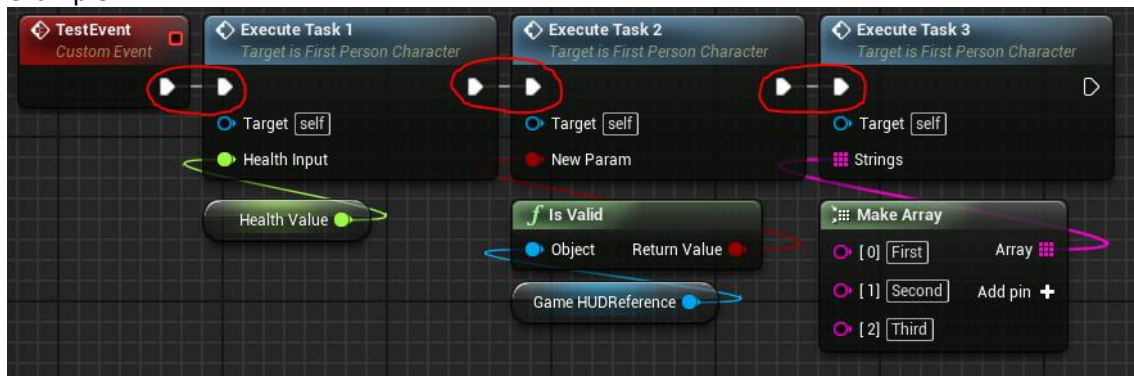 TestEvent
Custom Event
Execute Task 1
Target is First Person Character
Target self
Health Input
Health Value
Execute Task 2
Target is First Person Character
Target self
New Param
Is Valid
Object Return Value
Game HUDReference
Execute Task 3
Target is First Person Character
Target self
Strings
Make Array
[0] First Array
[1] Second Add pin +
[2] Third